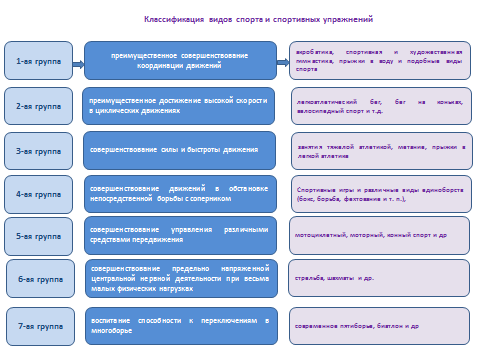 Классификация видов спорта и спортивных упражнений
1-ая группа
преимущественное совершенствование
координации движений
акробатика, спортивная и художественная
гимнастика, прыжки в воду и подобные виды
спорта
2-ая группа
преимущественное достижение высокой скорости
в циклических движениях
легкоатлетический бег, бег на коньках,
велосипедный спорт и т.д.
3-ая группа
совершенствование силы и быстроты движения
занятия тяжелой атлетикой, метание, прыжки в
легкой атлетике
4-ая группа
совершенствование движений в обстановке
непосредственной борьбы с соперником
Спортивные игры и различные виды единоборств
(бокс, борьба, фехтование и т. п.),
5-ая группа
совершенствование управления различными
средствами передвижения
мотоциклетный, моторный, конный спорт и др
6-ая группа
совершенствование предельно напряженной
центральной нервной деятельности при весьма
малых физических нагрузках
стрельба, шахматы и др.
7-ая группа
воспитание способности к переключениям в
многоборье
современное пятиборье, биатлон и др